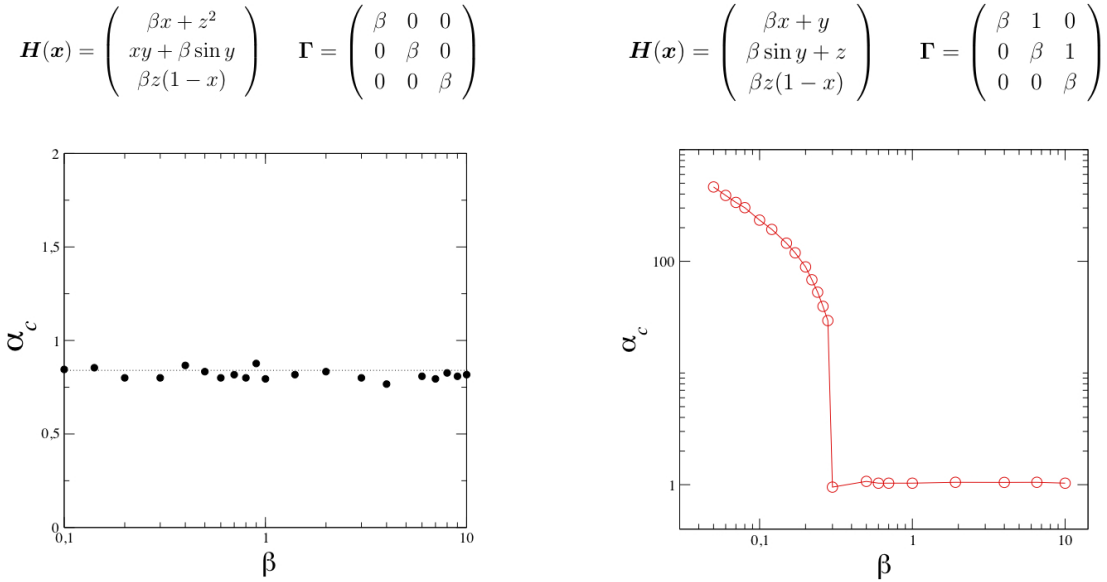 H(x) = ( βx + z² ; xy + β sin y ; βz(1 − x) )   Γ = ( β 0 0 ; 0 β 0 ; 0 0 β )
H(x) = ( βx + y ; β sin y + z ; βz(1 − x) )   Γ = ( β 1 0 ; 0 β 1 ; 0 0 β )
2
1,5
1
0,5
0
α_c
0,1 1 10
β
100
1
α_c
0,1 1 10
β